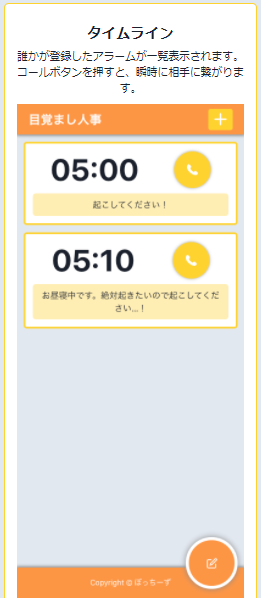 タイムライン
誰かが登録したアラームが一覧表示されます。
コールボタンを押すと、瞬時に相手に繋がりま
す。
目覚まし人事
05:00
起こしてください！
05:10
お昼寝中です。絶対起きたいので起こしてくだ
さい...！
Copyright @ ぼっちーず